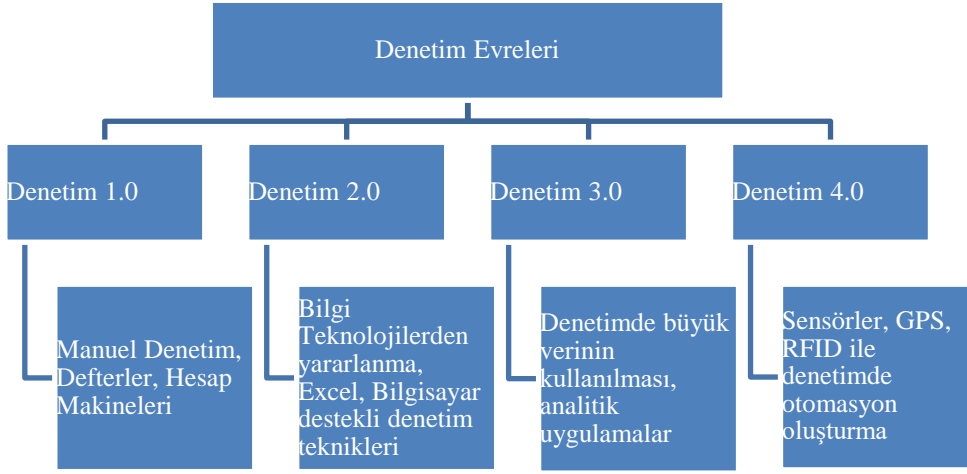 Denetim Evreleri
Denetim 1.0
Denetim 2.0
Denetim 3.0
Denetim 4.0
Manuel Denetim,
Defterler, Hesap
Makineleri
Bilgi
Teknolojilerden
yararlanma,
Excel, Bilgisayar
destekli denetim
teknikleri
Denetimde büyük
verinin
kullanılması,
analitik
uygulamalar
Sensörler, GPS,
RFID ile
denetimde
otomasyon
oluşturma